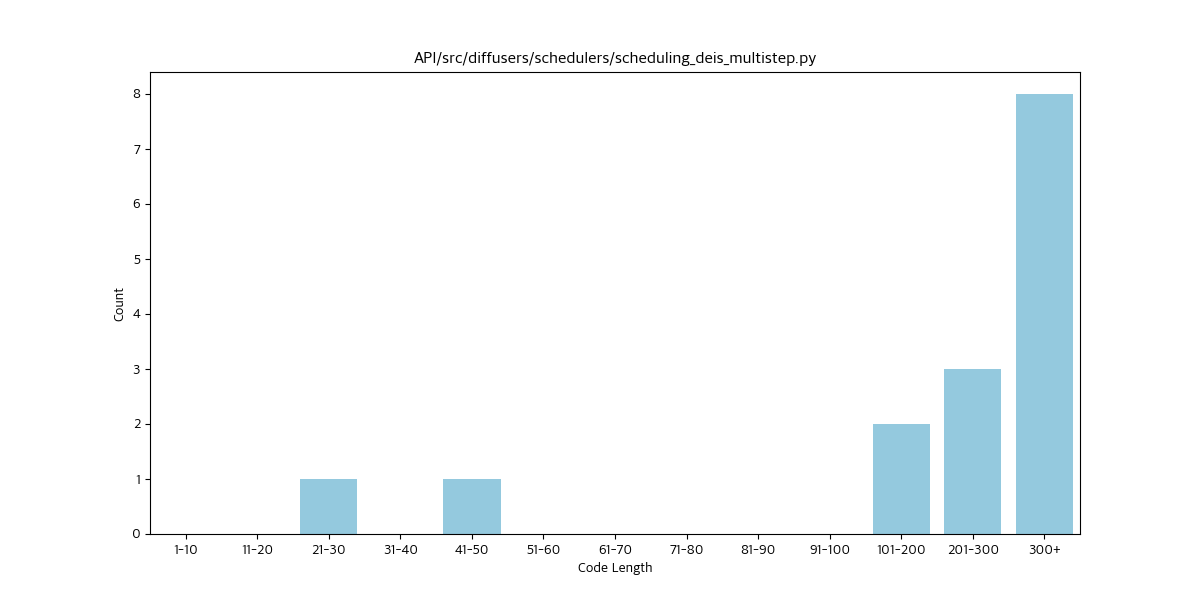 API/src/diffusers/schedulers/scheduling_deis_multistep.py
8
7
6
5
4
3
2
1
0
Count
1-10 11-20 21-30 31-40 41-50 51-60 61-70 71-80 81-90 91-100 101-200 201-300 300+
Code Length